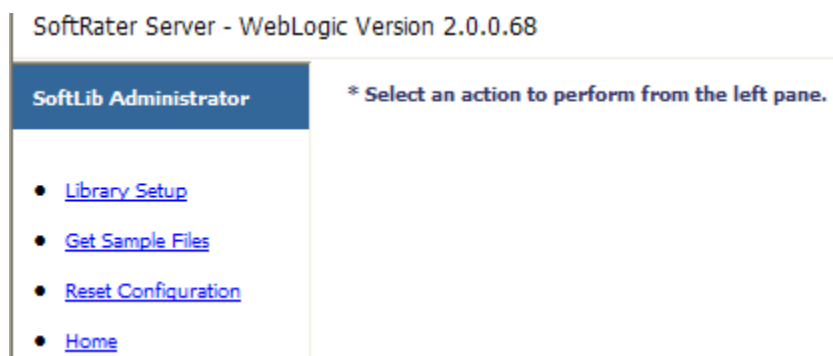 SoftRater Server - WebLogic Version 2.0.0.68
SoftLib Administrator
* Select an action to perform from the left pane.
Library Setup
Get Sample Files
Reset Configuration
Home